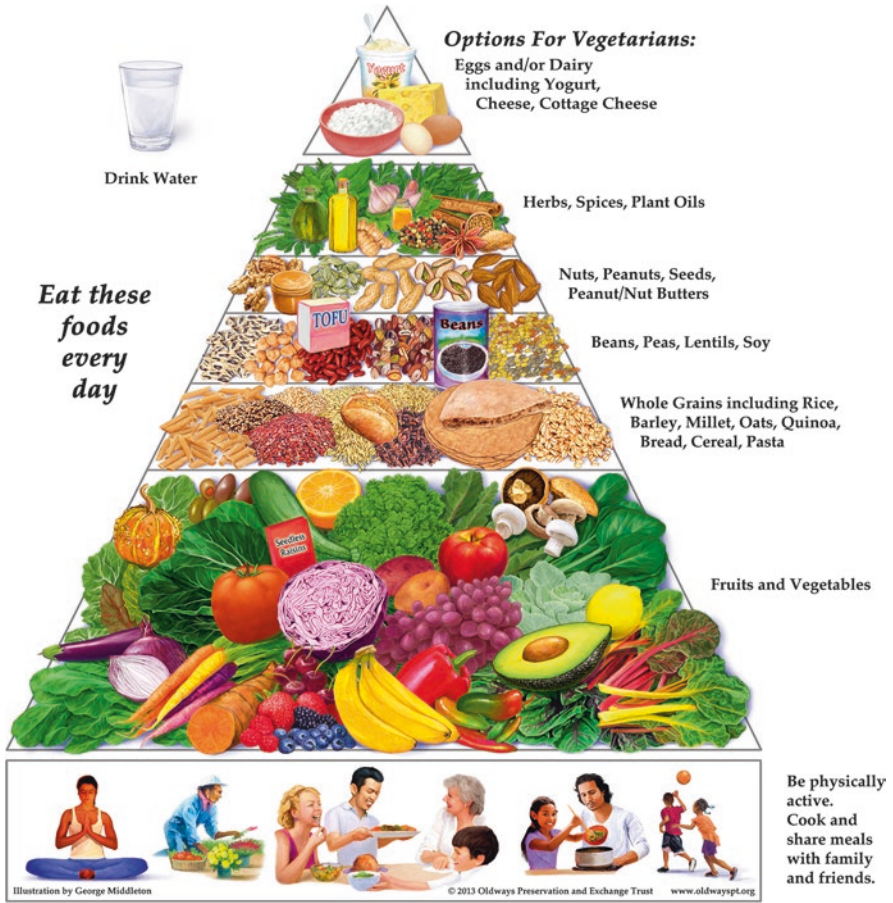 Options For Vegetarians:
Eggs and/or Dairy
including Yogurt,
Cheese, Cottage Cheese
Yogurt
Drink Water
Herbs, Spices, Plant Oils
Eat these
foods
every
day
Nuts, Peanuts, Seeds,
Peanut/Nut Butters
TOFU
Beans
Beans, Peas, Lentils, Soy
Whole Grains including Rice,
Barley, Millet, Oats, Quinoa,
Bread, Cereal, Pasta
Seedless
Raisins
Fruits and Vegetables
Be physically
active.
Cook and
share meals
with family
and friends.
Illustration by George Middleton
© 2013 Oldways Preservation and Exchange Trust
www.oldwayspt.org